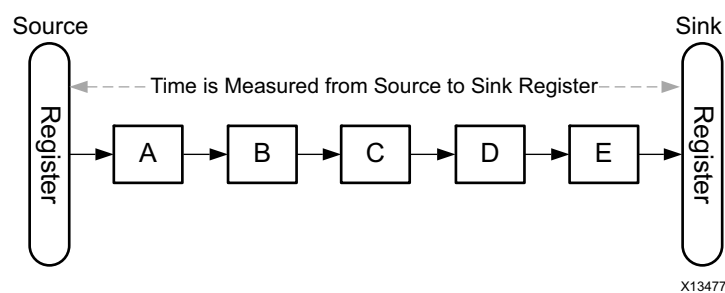 Source
Sink
Time is Measured from Source to Sink Register
Register
A
B
C
D
E
Register
X13477